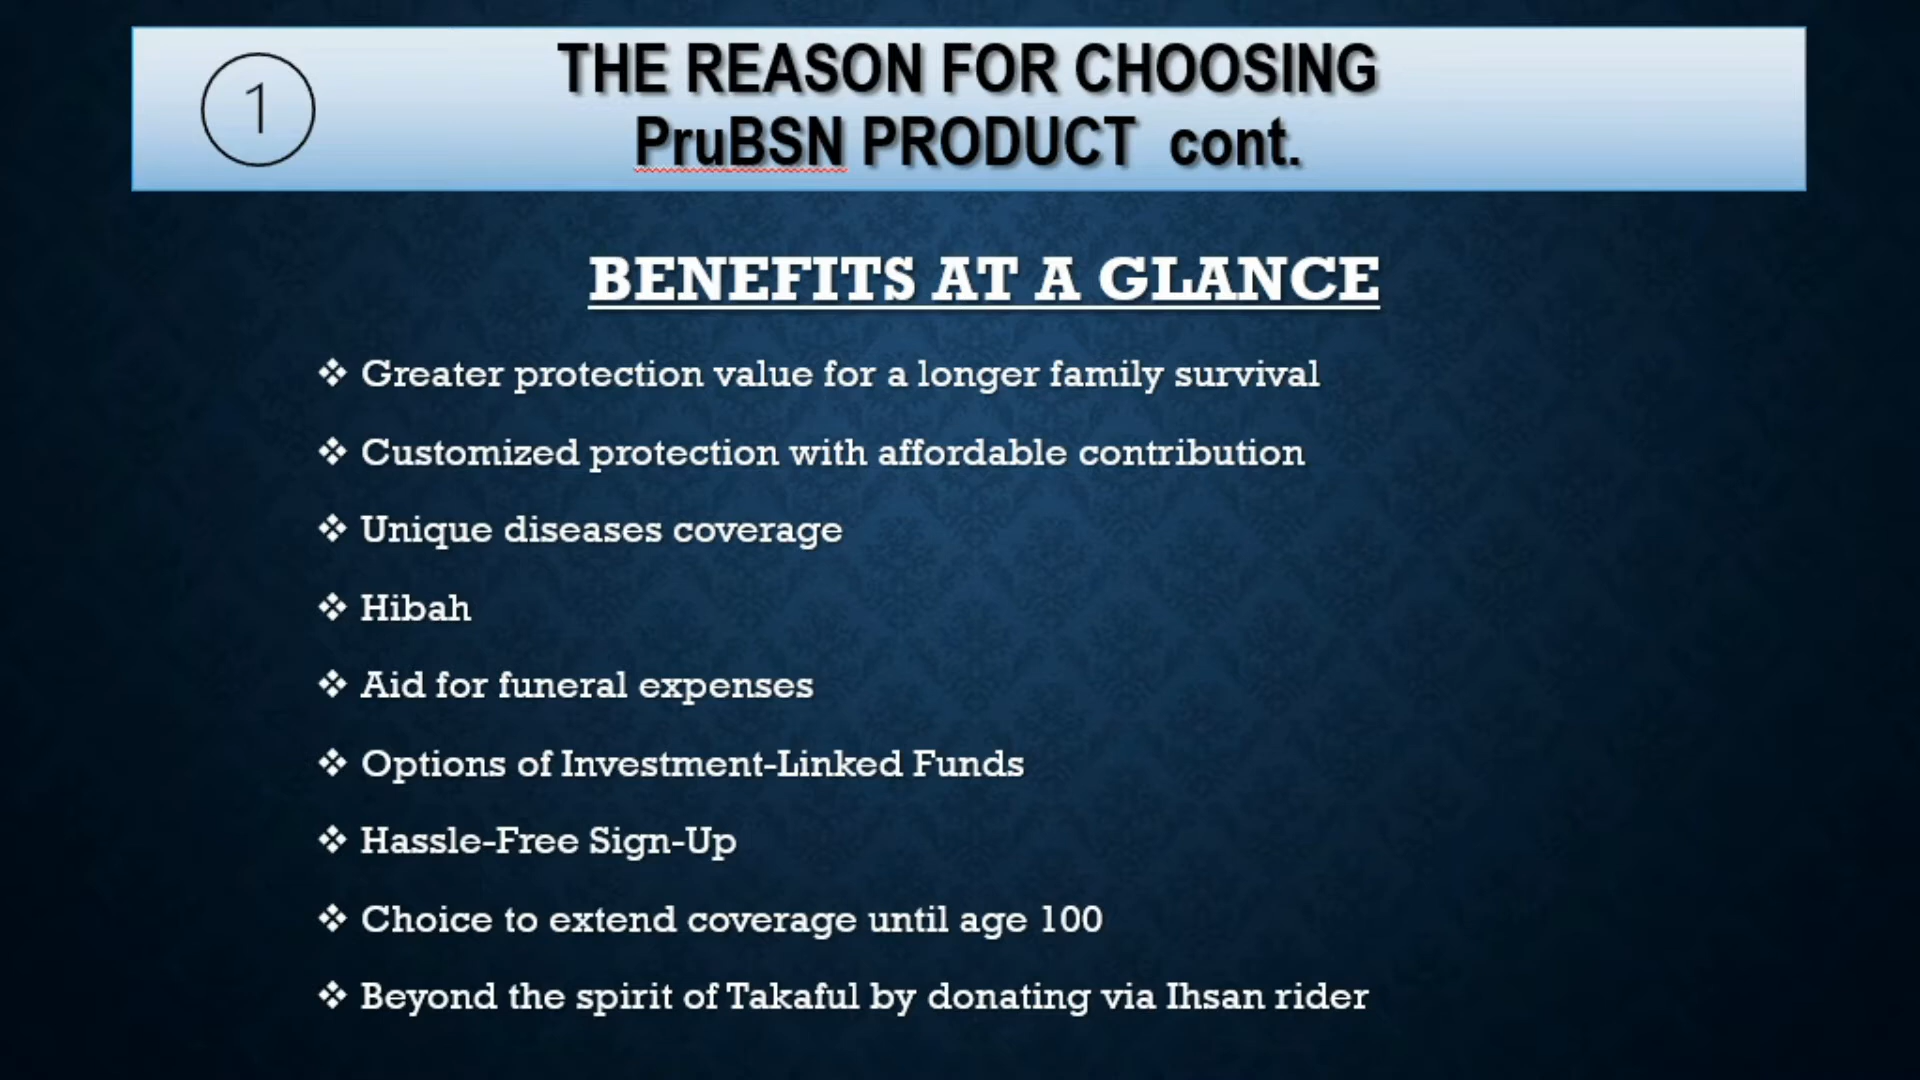 1
THE REASON FOR CHOOSING
PruBSN PRODUCT cont.
BENEFITS AT A GLANCE
❖ Greater protection value for a longer family survival
❖ Customized protection with affordable contribution
❖ Unique diseases coverage
❖ Hibah
❖ Aid for funeral expenses
❖ Options of Investment-Linked Funds
❖ Hassle-Free Sign-Up
❖ Choice to extend coverage until age 100
❖ Beyond the spirit of Takaful by donating via Ihsan rider